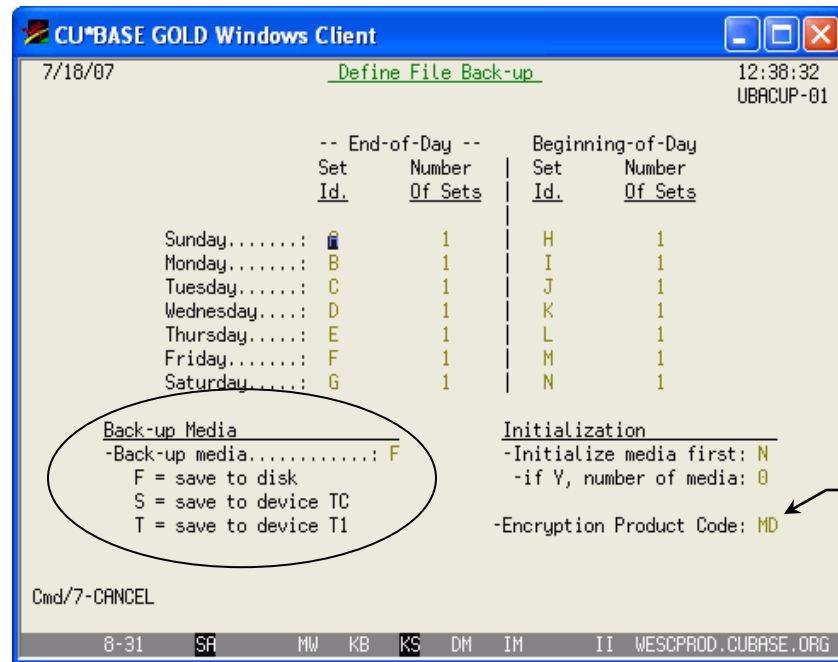 CU*BASE GOLD Windows Client
7/18/07 Define File Back-up 12:38:32
UBACUP-01
-- End-of-Day -- Beginning-of-Day
Set Number | Set Number
Id. Of Sets | Id. Of Sets
Sunday.......: 1 | H 1
Monday.......: B 1 | I 1
Tuesday......: C 1 | J 1
Wednesday....: D 1 | K 1
Thursday.....: E 1 | L 1
Friday.......: F 1 | M 1
Saturday.....: G 1 | N 1
Back-up Media Initialization
-Back-up media............: F -Initialize media first: N
F = save to disk -if Y, number of media: 0
S = save to device TC
T = save to device T1 -Encryption Product Code: MD
Cmd/7-CANCEL
8-31 SA MW KB KS DM IM II WESCPROD.CUBASE.ORG